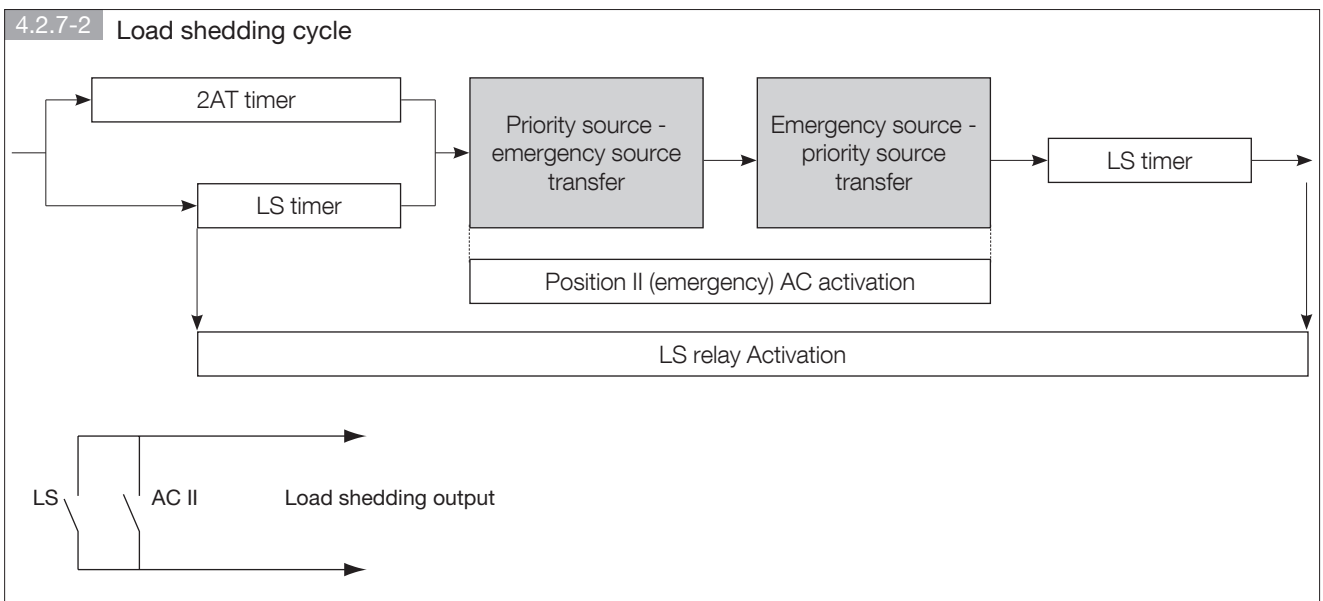 4.2.7-2 Load shedding cycle
2AT timer
LS timer
Priority source -
emergency source
transfer
Emergency source -
priority source
transfer
LS timer
Position II (emergency) AC activation
LS relay Activation
LS
AC II
Load shedding output